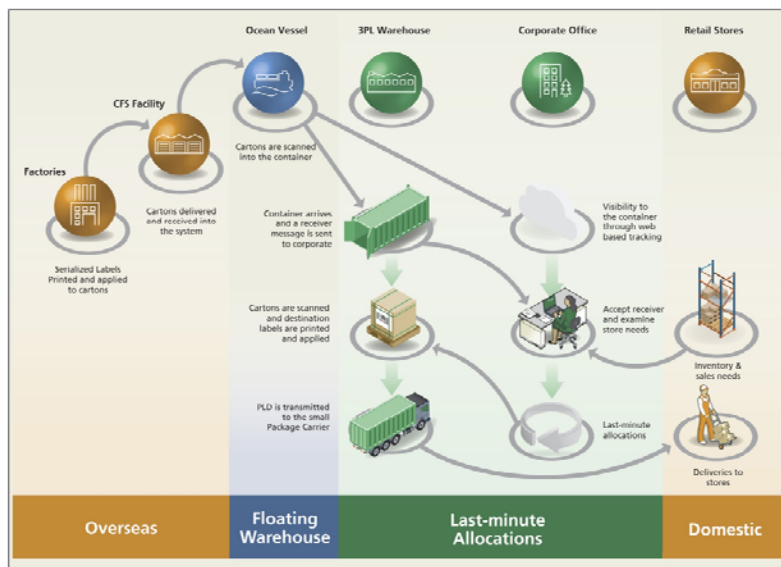 Ocean Vessel
3PL Warehouse
Corporate Office
Retail Stores
CFS Facility
Factories
Cartons are scanned
into the container
Cartons delivered
and received into
the system
Serialized Labels
Printed and applied
to cartons
Container arrives
and a receiver
message is sent
to corporate
Visibility to
the container
through web
based tracking
Cartons are scanned
and destination
labels are printed
and applied
Accept receiver
and examine
store needs
Inventory &
sales needs
PLD is transmitted
to the small
Package Carrier
Last-minute
allocations
Deliveries to
stores
Overseas
Floating
Warehouse
Last-minute
Allocations
Domestic